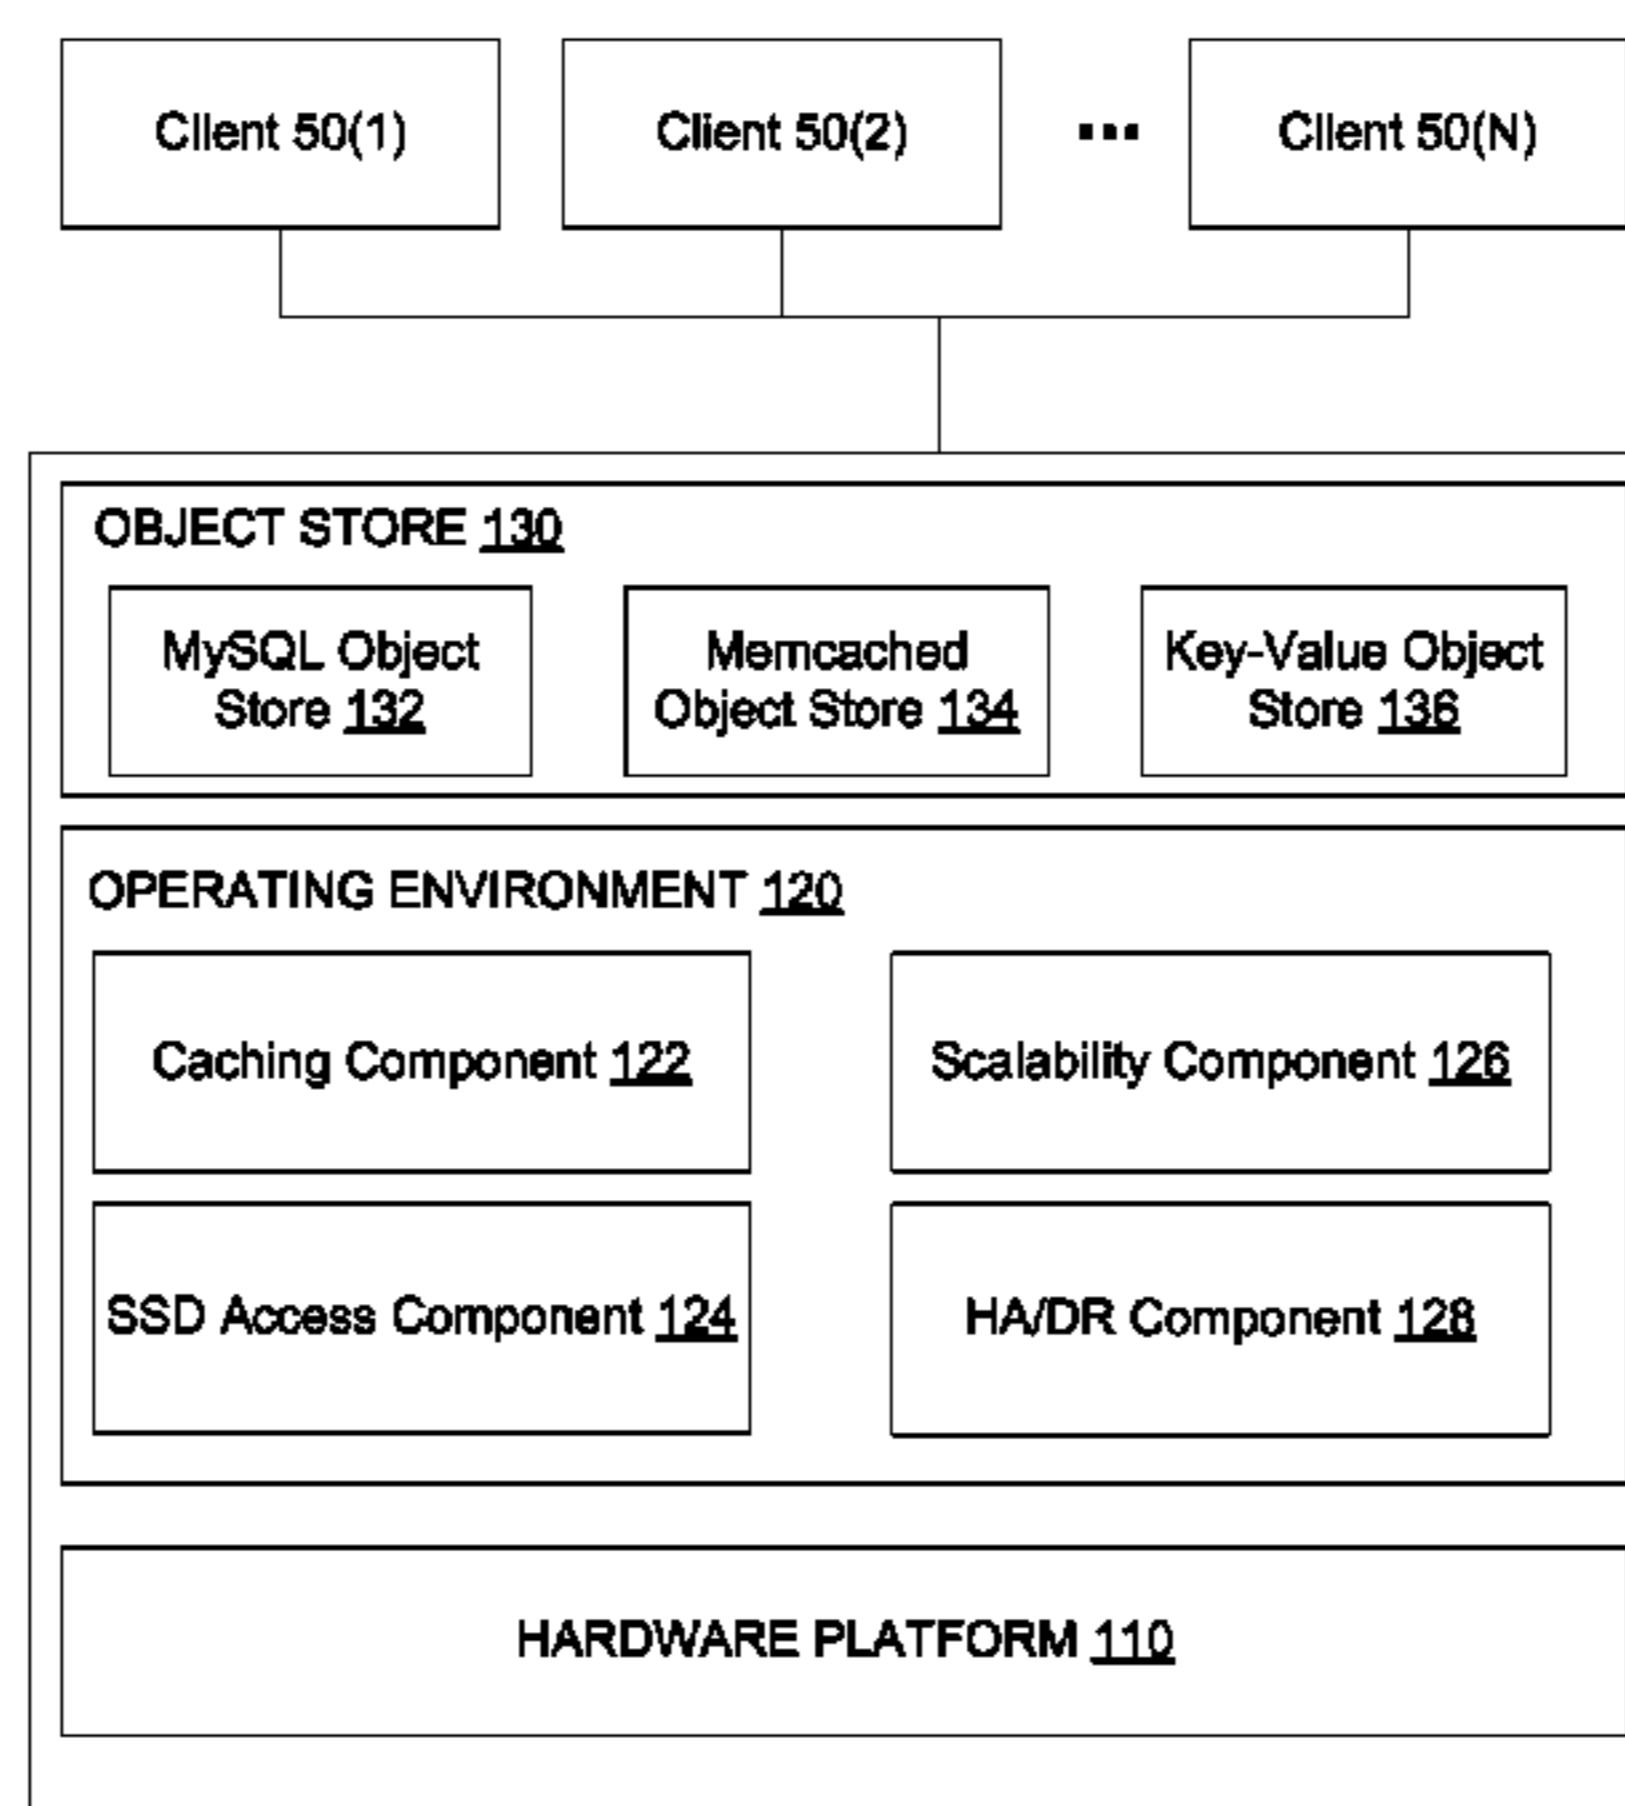 Client 50(1) Client 50(2) ... Client 50(N)
OBJECT STORE 130
MySQL Object
Store 132
Memcached
Object Store 134
Key-Value Object
Store 136
OPERATING ENVIRONMENT 120
Caching Component 122
Scalability Component 126
SSD Access Component 124
HA/DR Component 128
HARDWARE PLATFORM 110